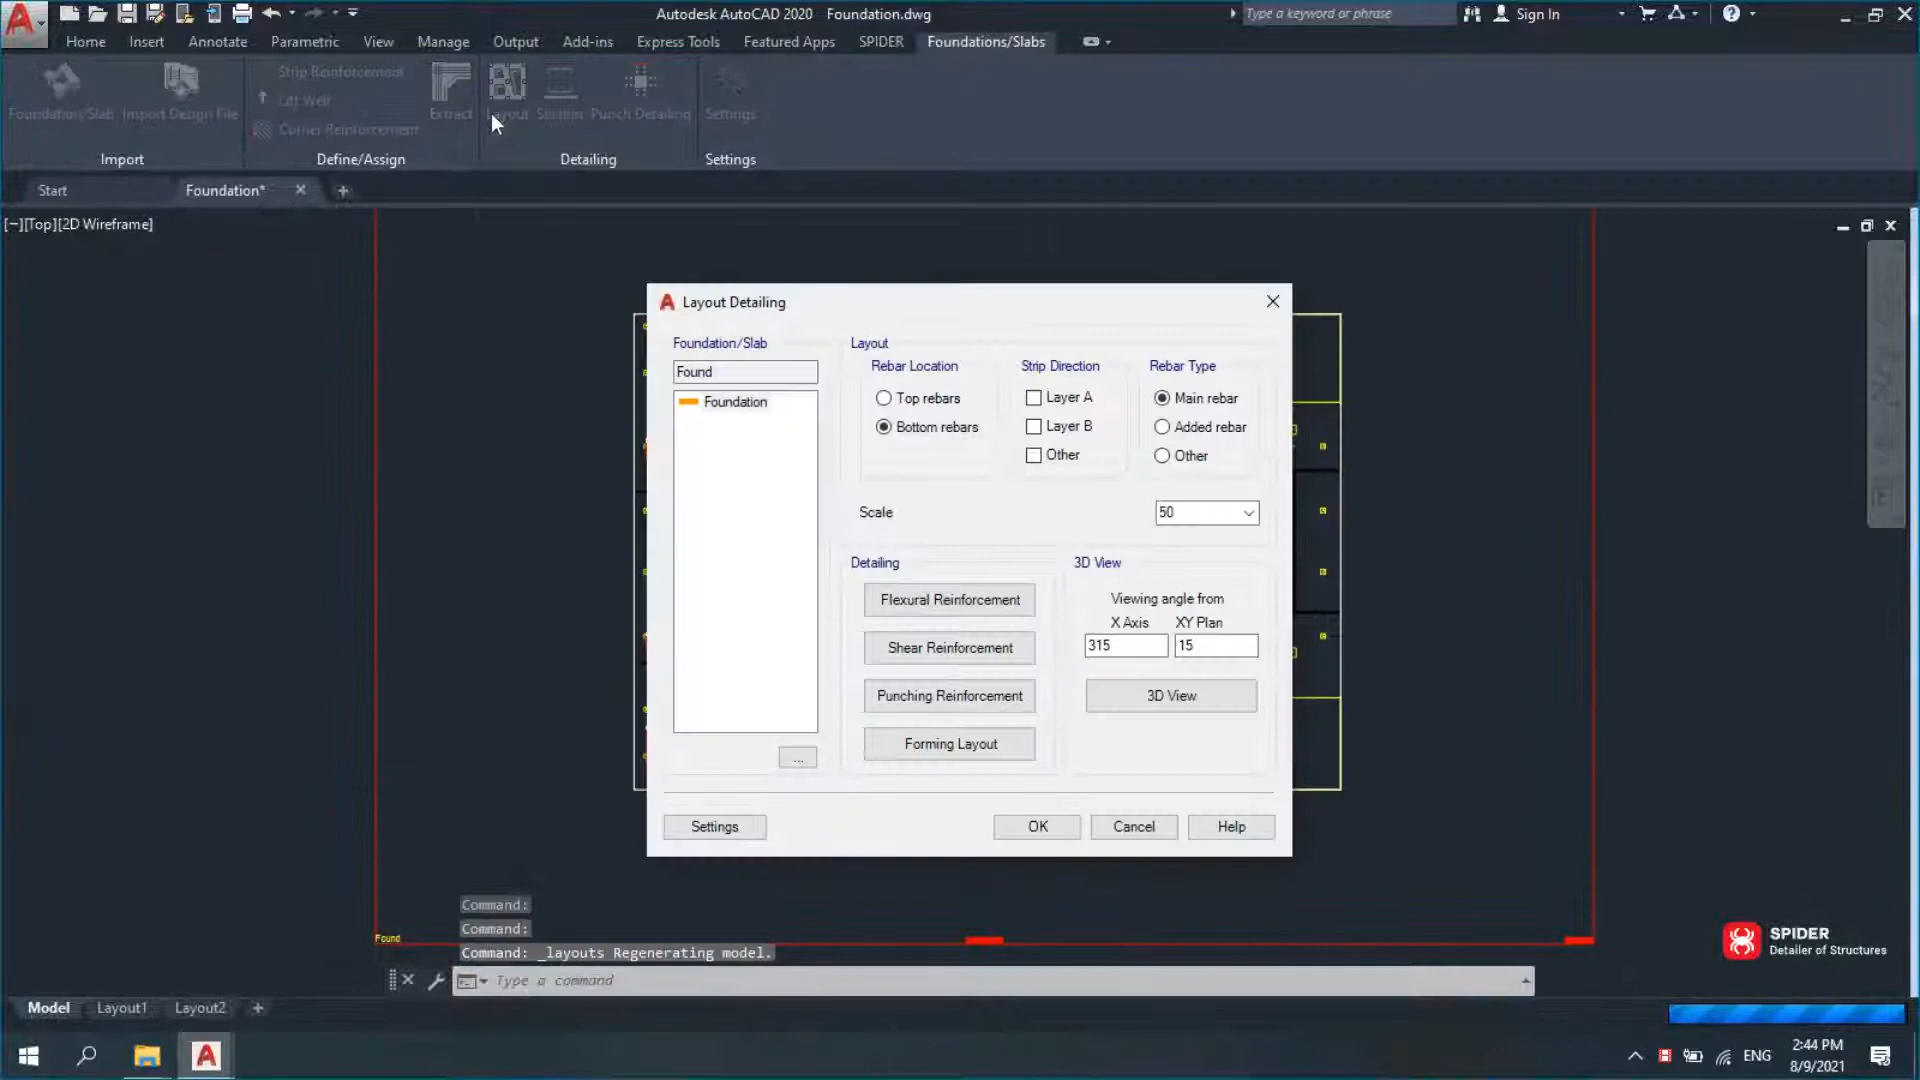 Autodesk AutoCAD 2020 Foundation.dwg
Type a keyword or phrase
Sign In
Home Insert Annotate Parametric View Manage Output Add-ins Express Tools Featured Apps SPIDER Foundations/Slabs
Strip Reinforcement
Lift Well
Foundation/Slab Import Design File Extract Layout Section Punch Detailing Settings
Corner Reinforcement
Import Define/Assign Detailing Settings
Start Foundation*
[−][Top][2D Wireframe]
Layout Detailing
Foundation/Slab
Found
Foundation
...
Layout
Rebar Location Strip Direction Rebar Type
Top rebars Layer A Main rebar
Bottom rebars Layer B Added rebar
Other Other
Scale 50
Detailing
Flexural Reinforcement
Shear Reinforcement
Punching Reinforcement
Forming Layout
3D View
Viewing angle from
X Axis XY Plan
315 15
3D View
Settings OK Cancel Help
Command:
Command:
Found
Command: _layouts Regenerating model.
SPIDER
Detailer of Structures
Type a command
Model Layout1 Layout2
ENG
2:44 PM
8/9/2021